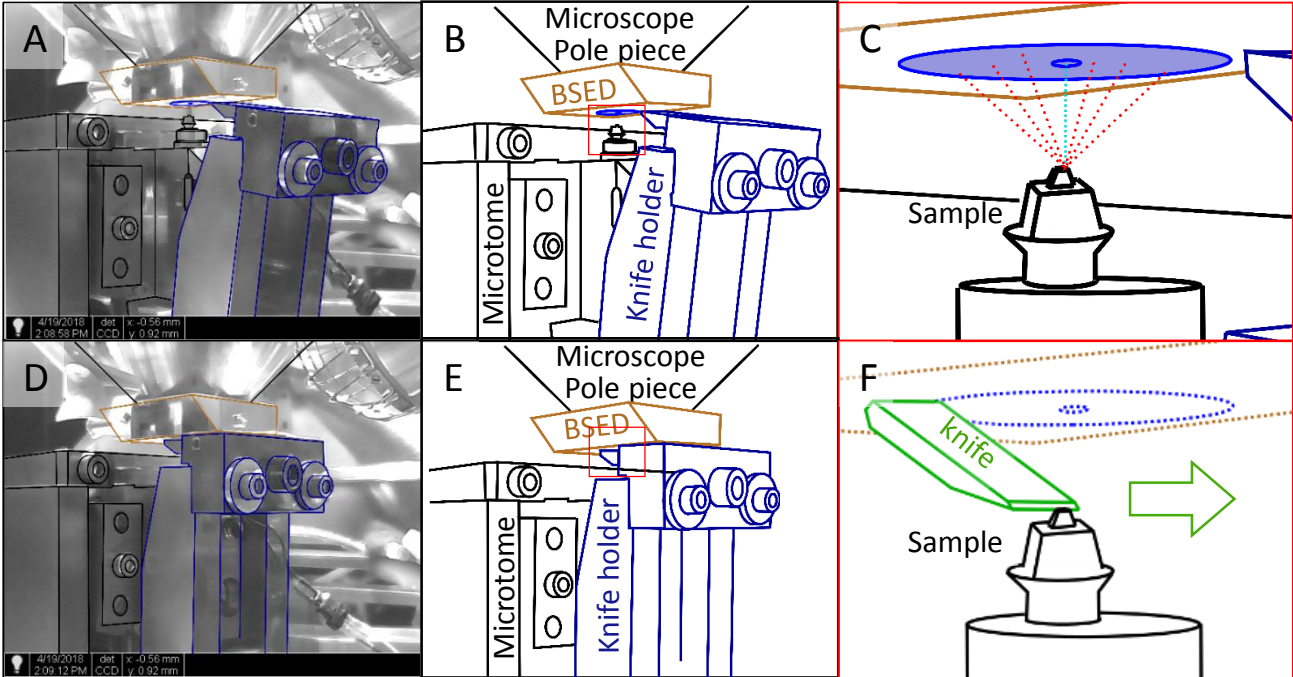 A
4/19/2018
2:08:58 PM
det
CCD
x: -0.56 mm
y: 0.92 mm
B
Microscope
Pole piece
BSED
Microtome
Knife holder
C
Sample
D
4/19/2018
2:09:12 PM
det
CCD
x: -0.56 mm
y: 0.92 mm
E
Microscope
Pole piece
BSED
Microtome
Knife holder
F
knife
Sample